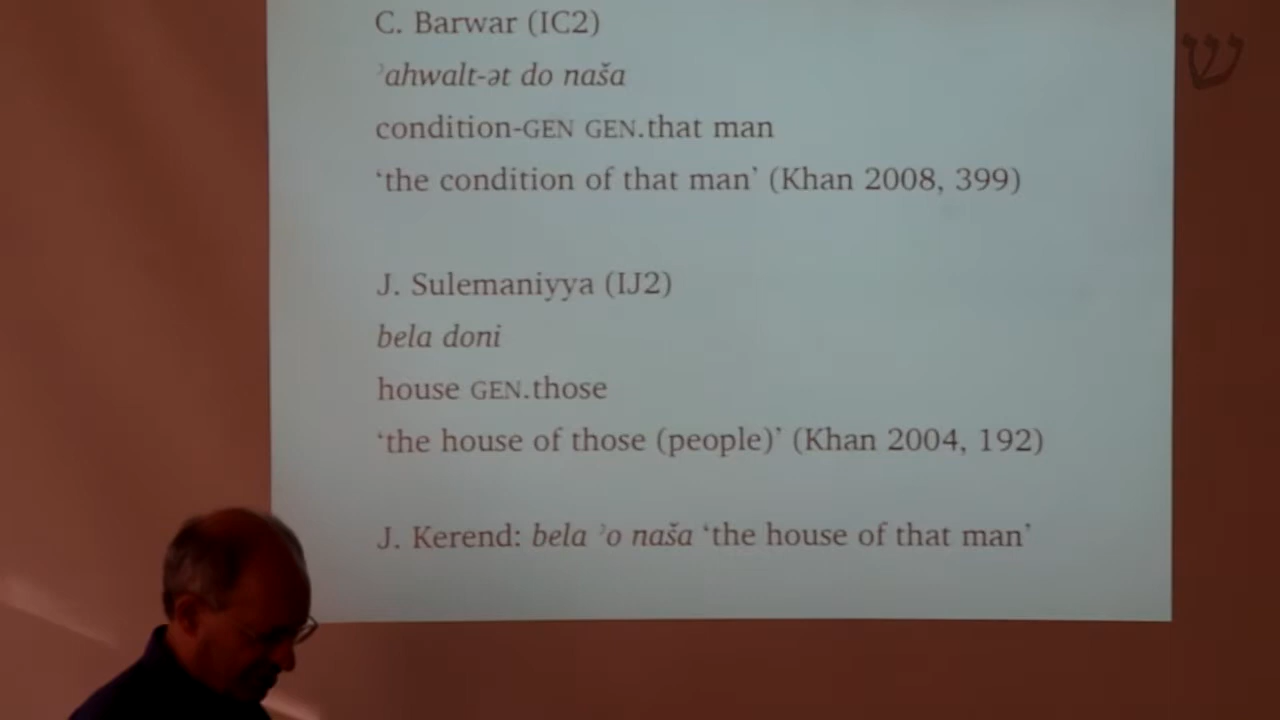 C. Barwar (IC2)
ʾahwalt-ət do naša
condition-GEN GEN.that man
‘the condition of that man’ (Khan 2008, 399)
J. Sulemaniyya (IJ2)
bela doni
house GEN.those
‘the house of those (people)’ (Khan 2004, 192)
J. Kerend: bela ʾo naša ‘the house of that man’
ש